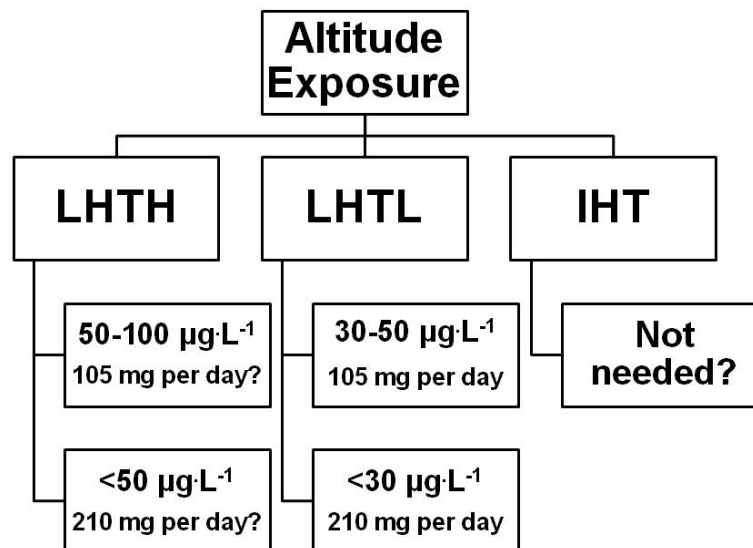 Altitude
Exposure
LHTH
LHTL
IHT
50-100 µg·L⁻¹
105 mg per day?
30-50 µg·L⁻¹
105 mg per day
Not
needed?
<50 µg·L⁻¹
210 mg per day?
<30 µg·L⁻¹
210 mg per day